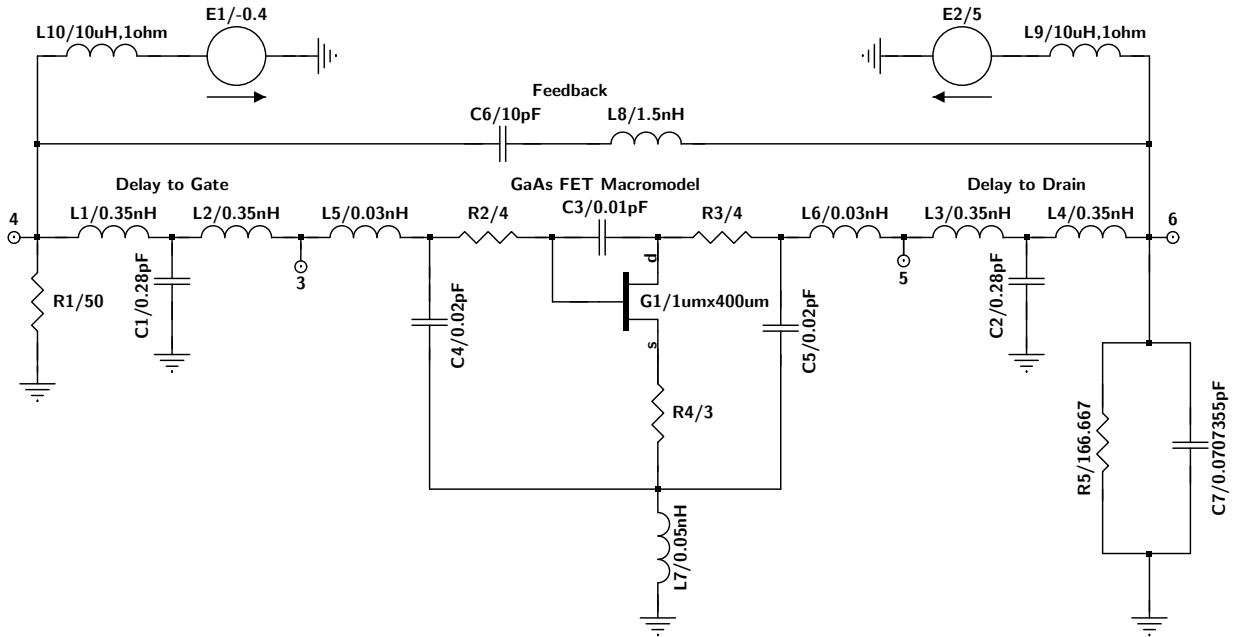 E1/-0.4
E2/5
L10/10uH,1ohm
L9/10uH,1ohm
Feedback
C6/10pF
L8/1.5nH
Delay to Gate
GaAs FET Macromodel
Delay to Drain
4
L1/0.35nH
L2/0.35nH
L5/0.03nH
R2/4
C3/0.01pF
R3/4
L6/0.03nH
L3/0.35nH
L4/0.35nH
6
3
5
d
R1/50
C1/0.28pF
C4/0.02pF
G1/1umx400um
s
C5/0.02pF
C2/0.28pF
R4/3
R5/166.667
C7/0.0707355pF
L7/0.05nH